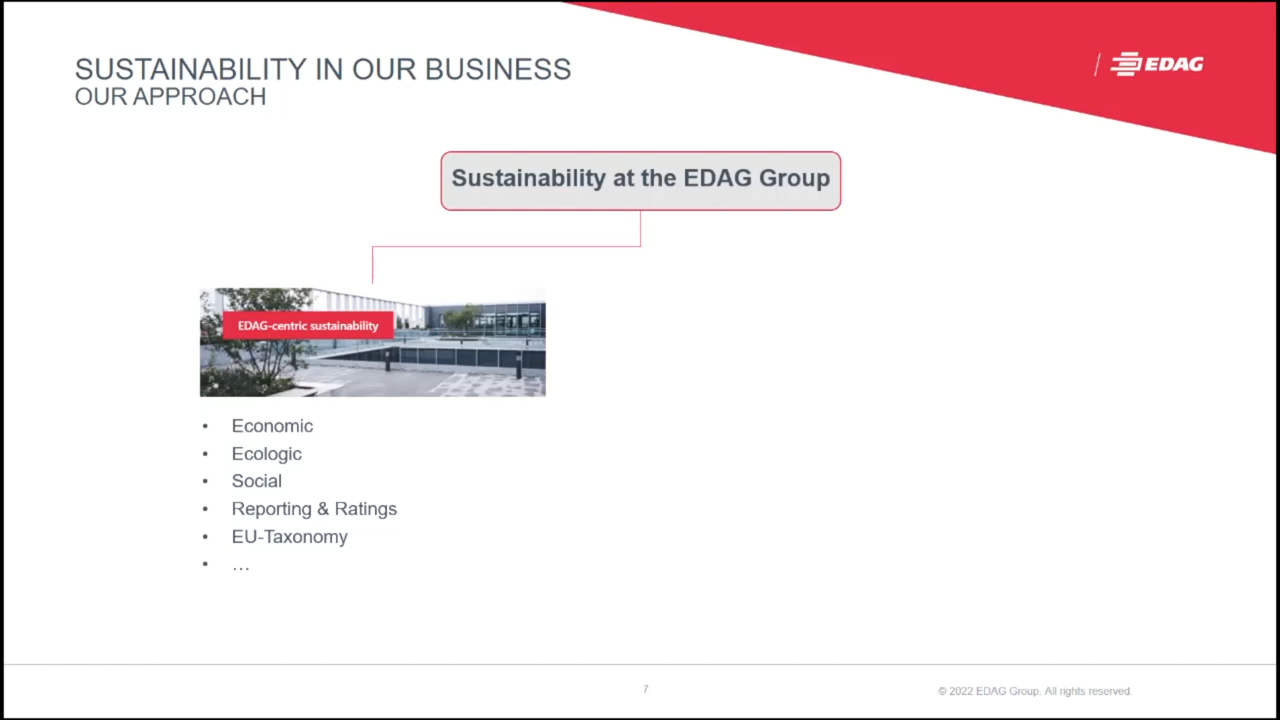 SUSTAINABILITY IN OUR BUSINESS
OUR APPROACH
EDAG
Sustainability at the EDAG Group
EDAG-centric sustainability
• Economic
• Ecologic
• Social
• Reporting & Ratings
• EU-Taxonomy
• …
7
© 2022 EDAG Group. All rights reserved.